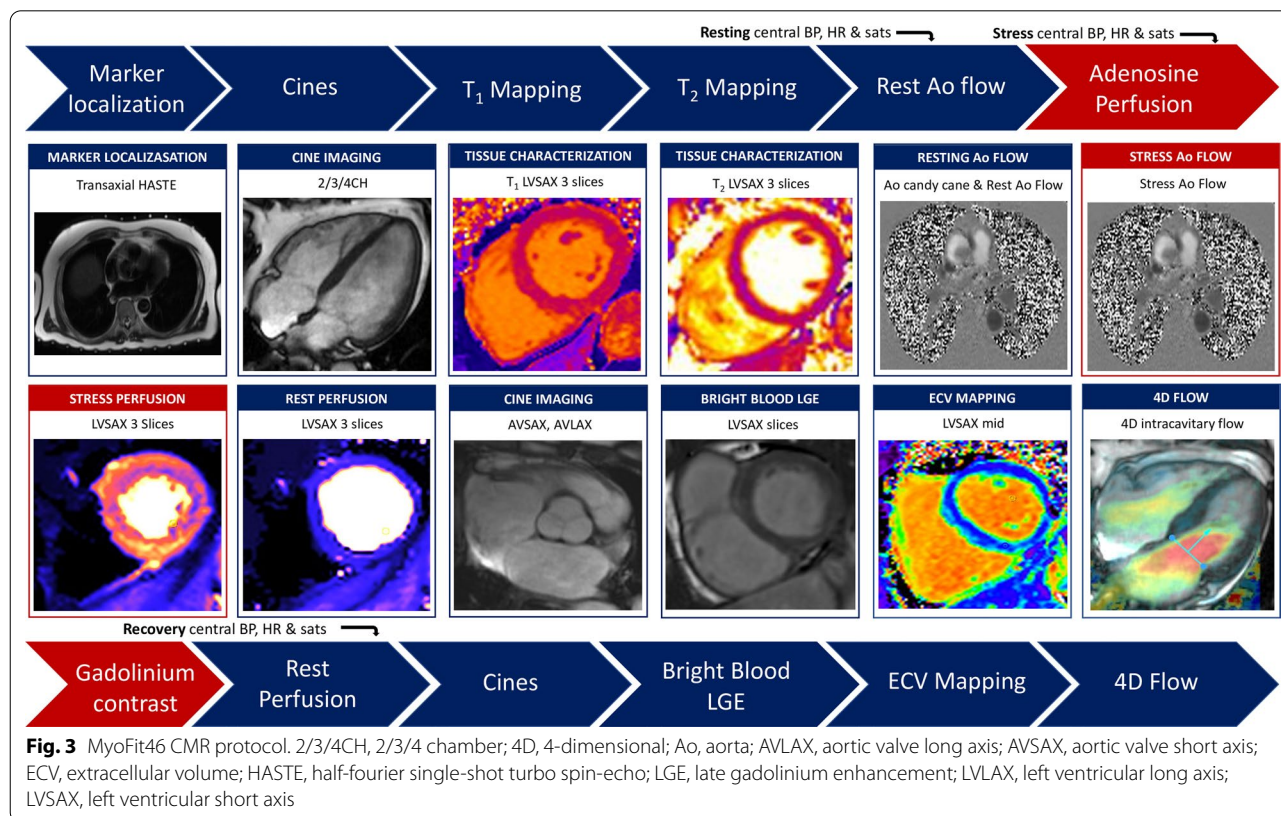 Resting central BP, HR & sats
Stress central BP, HR & sats
Marker
localization
Cines
T₁ Mapping
T₂ Mapping
Rest Ao flow
Adenosine
Perfusion
MARKER LOCALIZASATION
Transaxial HASTE
CINE IMAGING
2/3/4CH
TISSUE CHARACTERIZATION
T₁ LVSAX 3 slices
TISSUE CHARACTERIZATION
T₂ LVSAX 3 slices
RESTING Ao FLOW
Ao candy cane & Rest Ao Flow
STRESS Ao FLOW
Stress Ao Flow
STRESS PERFUSION
LVSAX 3 Slices
REST PERFUSION
LVSAX 3 slices
CINE IMAGING
AVSAX, AVLAX
BRIGHT BLOOD LGE
LVSAX slices
ECV MAPPING
LVSAX mid
4D FLOW
4D intracavitary flow
Recovery central BP, HR & sats
Gadolinium
contrast
Rest
Perfusion
Cines
Bright Blood
LGE
ECV Mapping
4D Flow
Fig. 3 MyoFit46 CMR protocol. 2/3/4CH, 2/3/4 chamber; 4D, 4-dimensional; Ao, aorta; AVLAX, aortic valve long axis; AVSAX, aortic valve short axis;
ECV, extracellular volume; HASTE, half-fourier single-shot turbo spin-echo; LGE, late gadolinium enhancement; LVLAX, left ventricular long axis;
LVSAX, left ventricular short axis